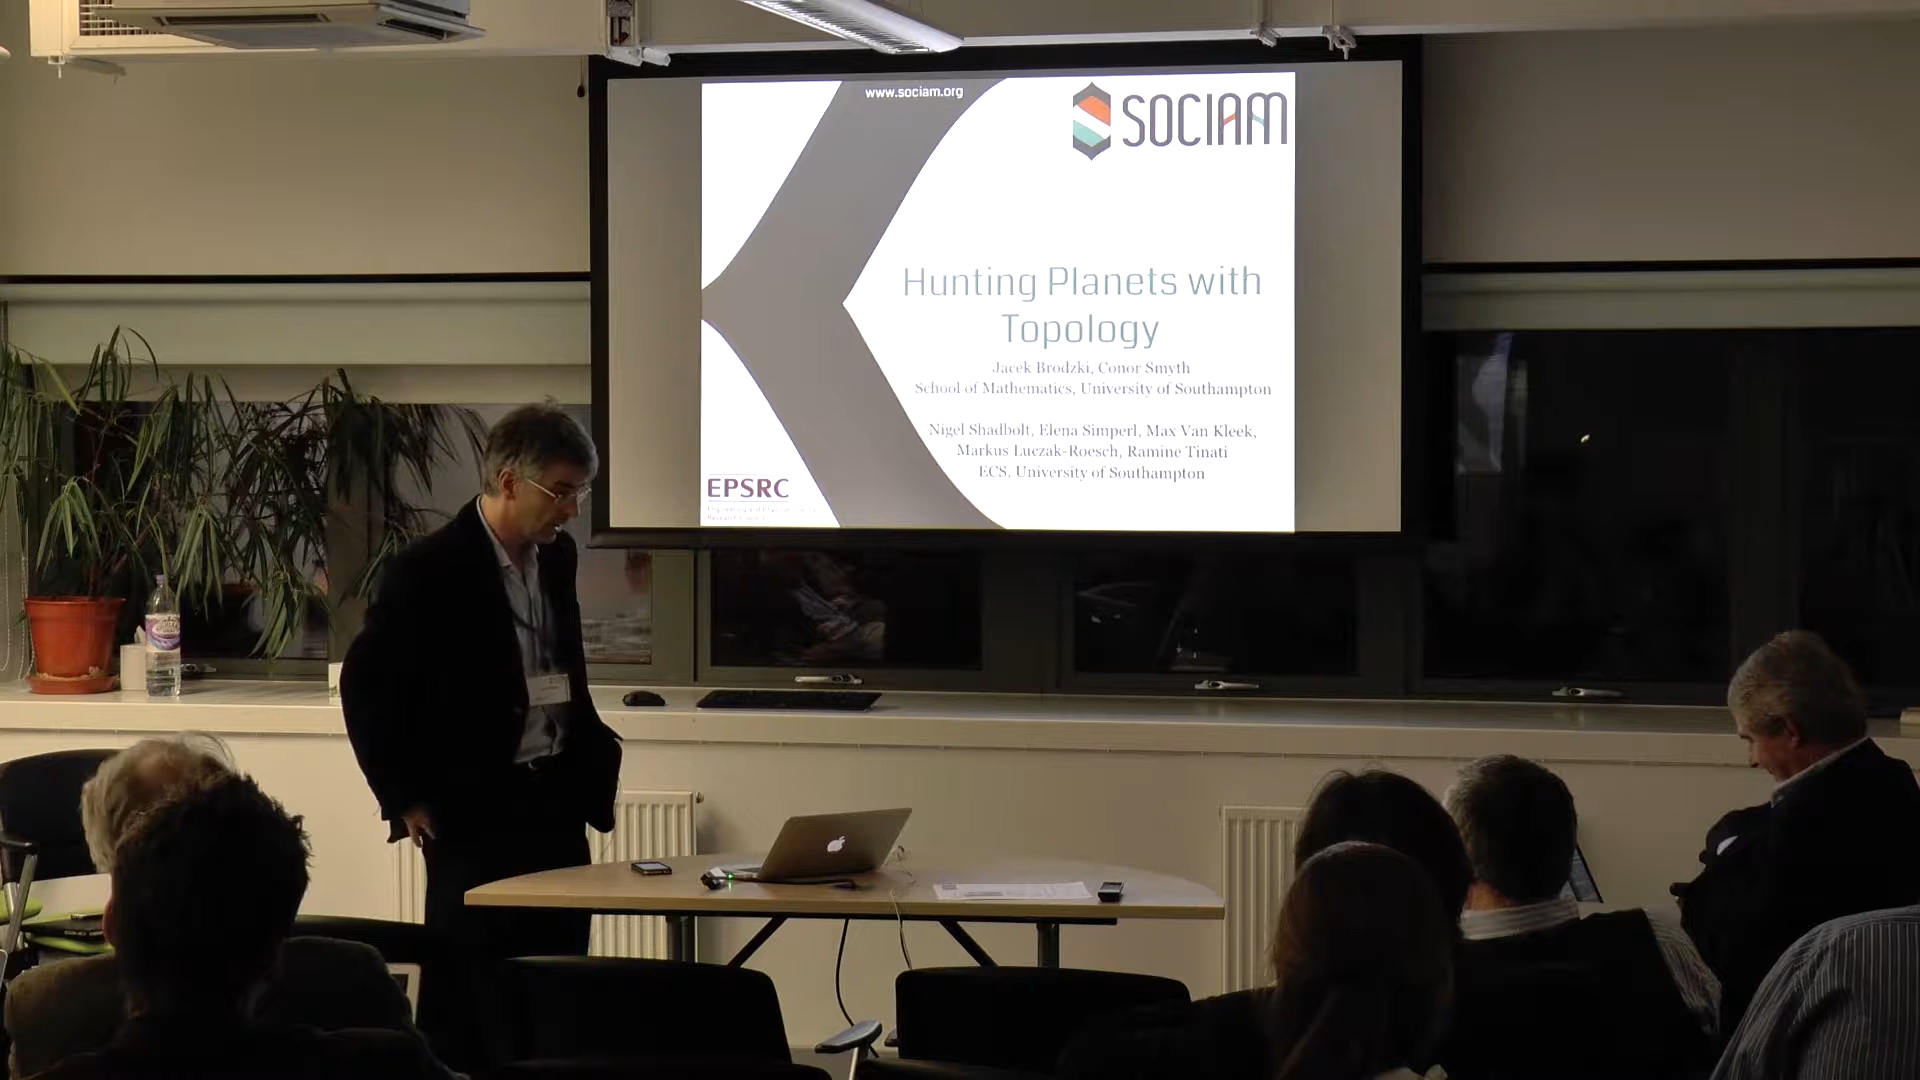 www.sociam.org
SOCIAM
Hunting Planets with
Topology
Jacek Brodzki, Conor Smyth
School of Mathematics, University of Southampton
Nigel Shadbolt, Elena Simperl, Max Van Kleek,
Markus Luczak-Roesch, Ramine Tinati
ECS, University of Southampton
EPSRC